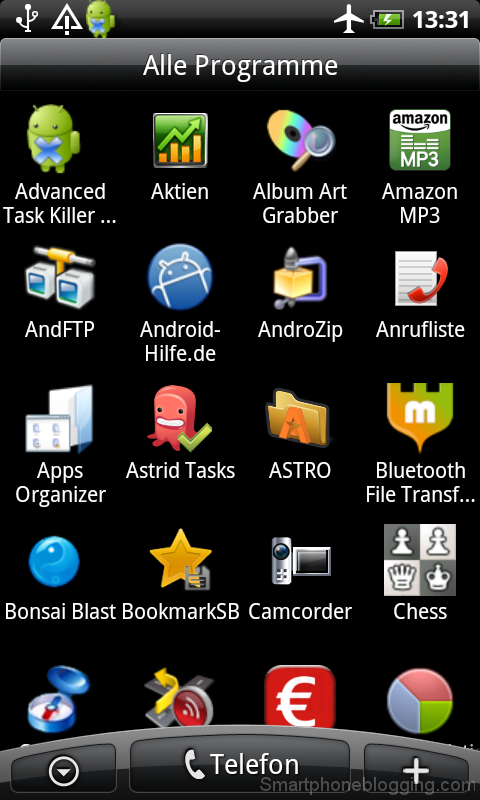 13:31
Alle Programme
amazon
MP3
Advanced
Task Killer ...
Aktien
Album Art
Grabber
Amazon
MP3
AndFTP
Android-
Hilfe.de
AndroZip
Anrufliste
m
Apps
Organizer
Astrid Tasks
ASTRO
Bluetooth
File Transf...
Bonsai Blast
BookmarkSB
Camcorder
Chess
€
Telefon
Smartphoneblogging.com